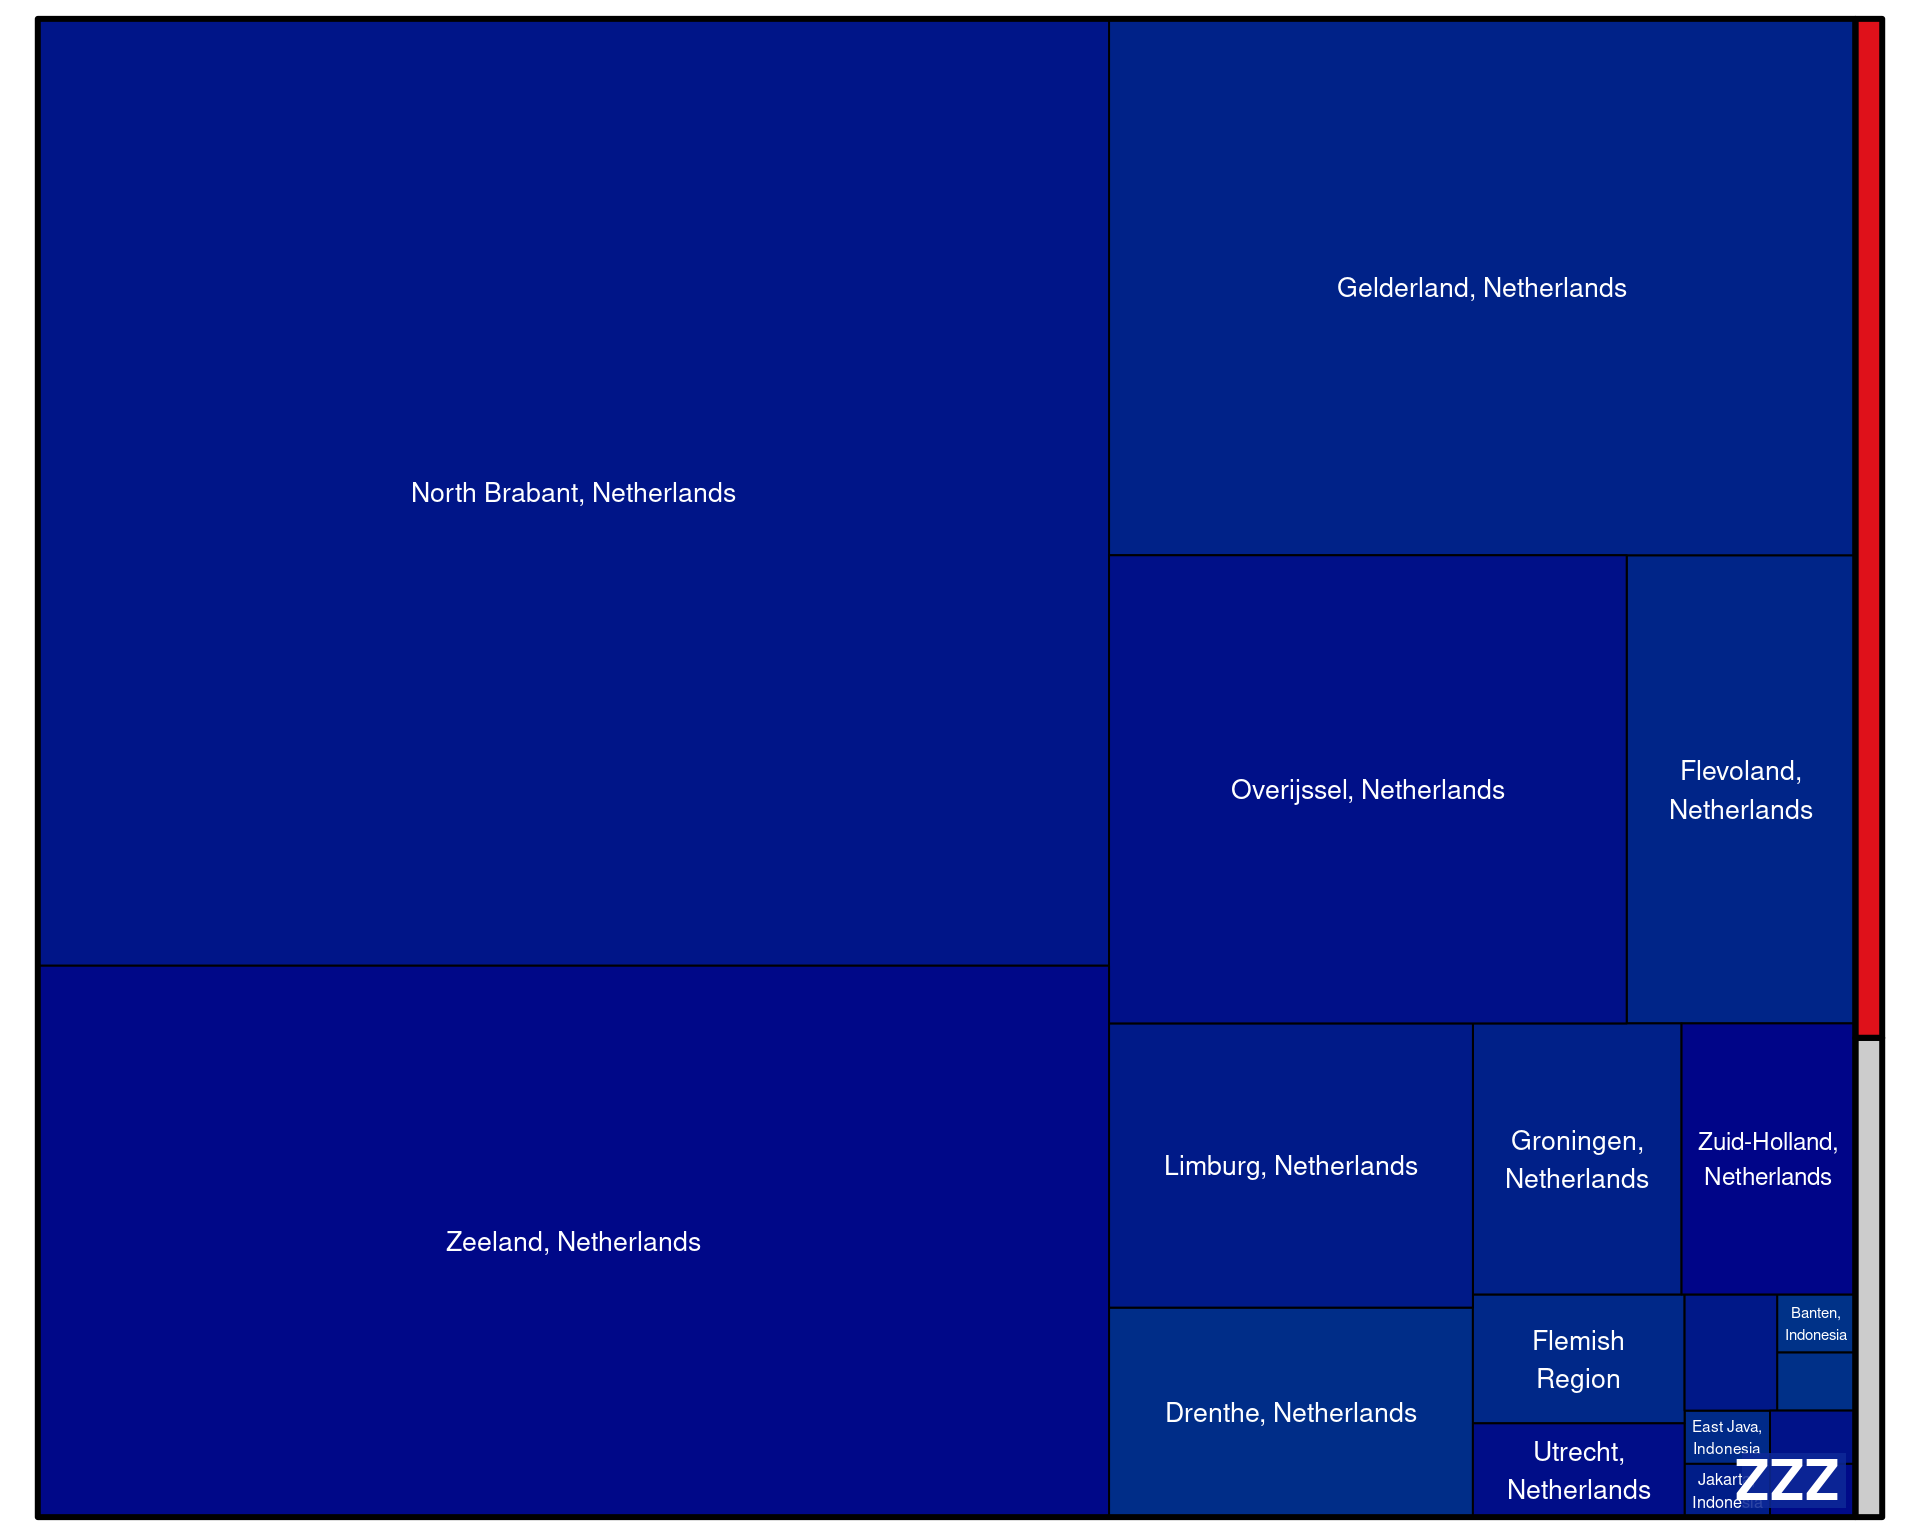 North Brabant, Netherlands
Zeeland, Netherlands
Gelderland, Netherlands
Overijssel, Netherlands
Flevoland,
Netherlands
Limburg, Netherlands
Drenthe, Netherlands
Groningen,
Netherlands
Zuid-Holland,
Netherlands
Flemish
Region
Utrecht,
Netherlands
Banten,
Indonesia
East Java,
Indonesia
Indonesia
ZZZ